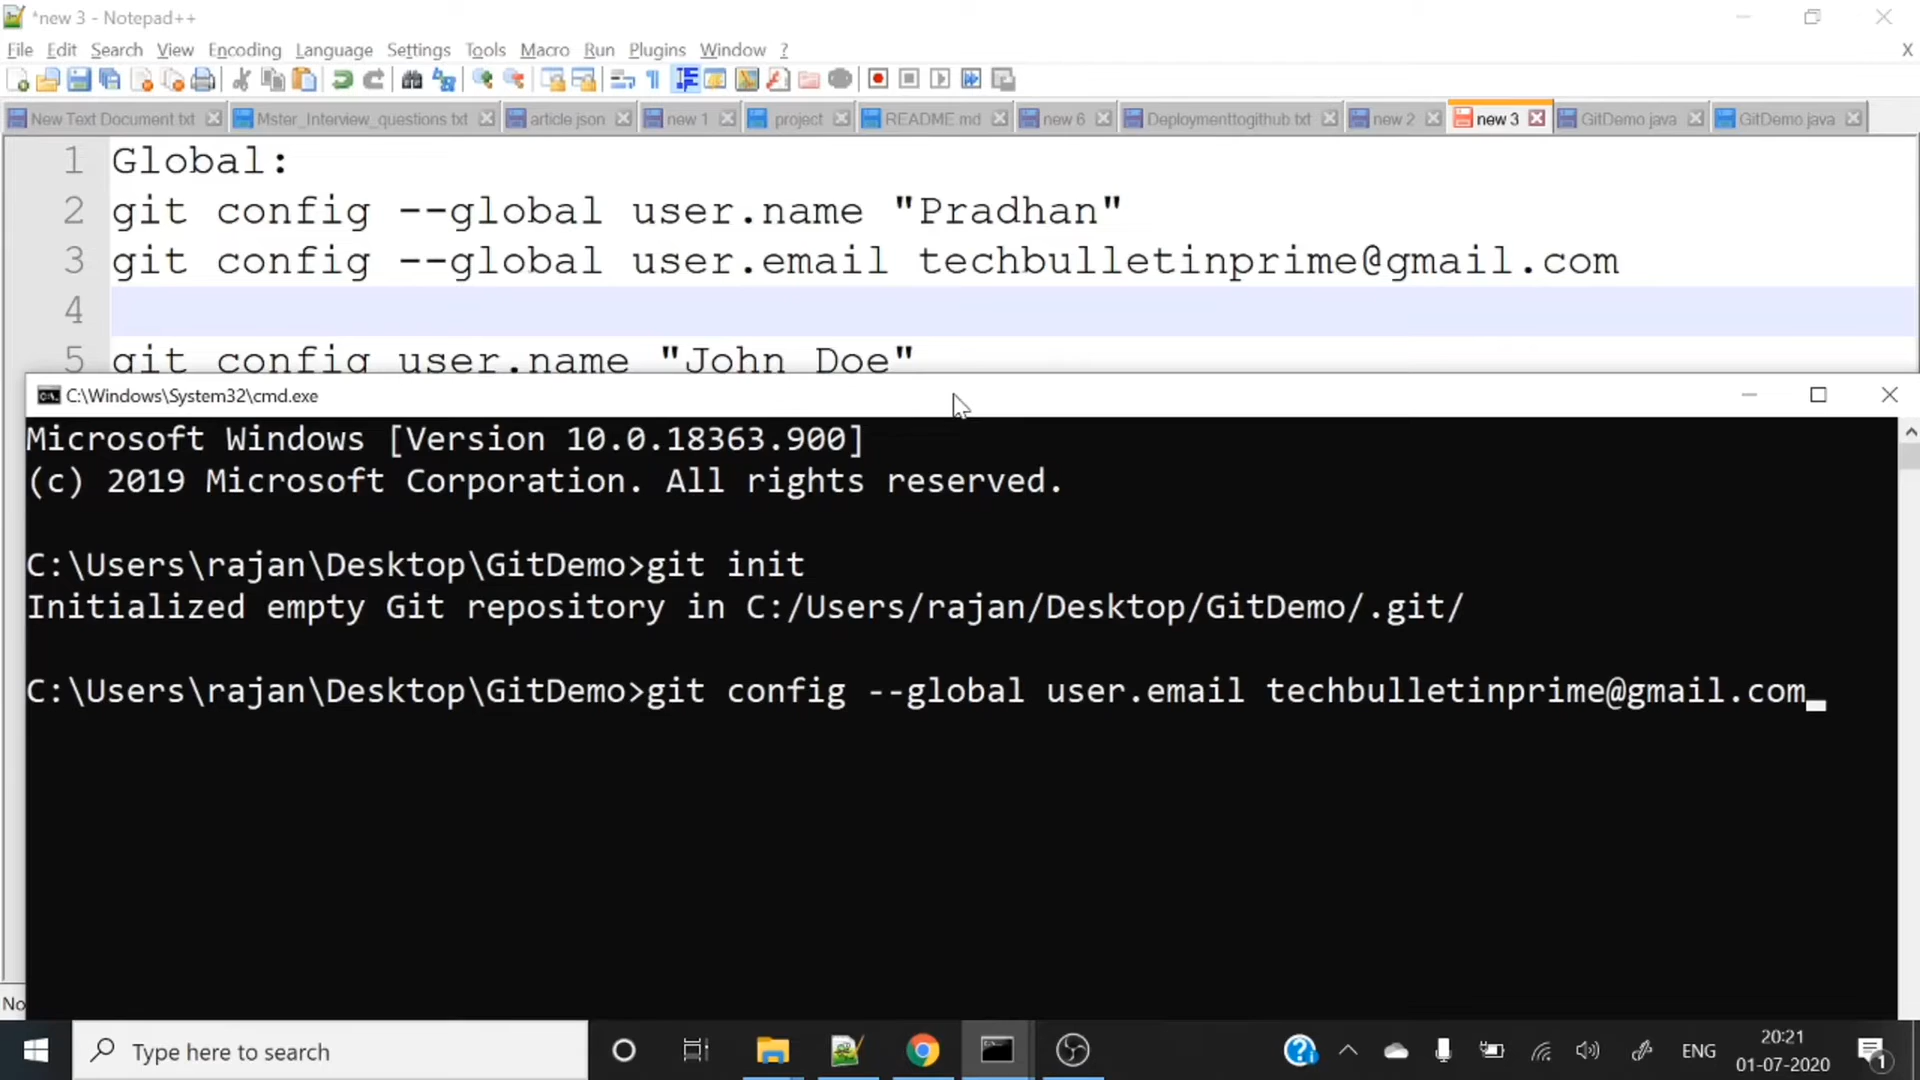 *new 3 - Notepad++
File Edit Search View Encoding Language Settings Tools Macro Run Plugins Window ?
X
New Text Document.txt Mster_Interview_questions.txt article.json new 1 project README.md new 6 Deploymenttogithub.txt new 2 new 3 GitDemo.java GitDemo.java
1 Global:
2 git config --global user.name "Pradhan"
3 git config --global user.email techbulletinprime@gmail.com
4
5 git config user.name "John Doe"
C:\Windows\System32\cmd.exe
Microsoft Windows [Version 10.0.18363.900]
(c) 2019 Microsoft Corporation. All rights reserved.
C:\Users\rajan\Desktop\GitDemo>git init
Initialized empty Git repository in C:/Users/rajan/Desktop/GitDemo/.git/
C:\Users\rajan\Desktop\GitDemo>git config --global user.email techbulletinprime@gmail.com
No
Type here to search
ENG
20:21
01-07-2020
1